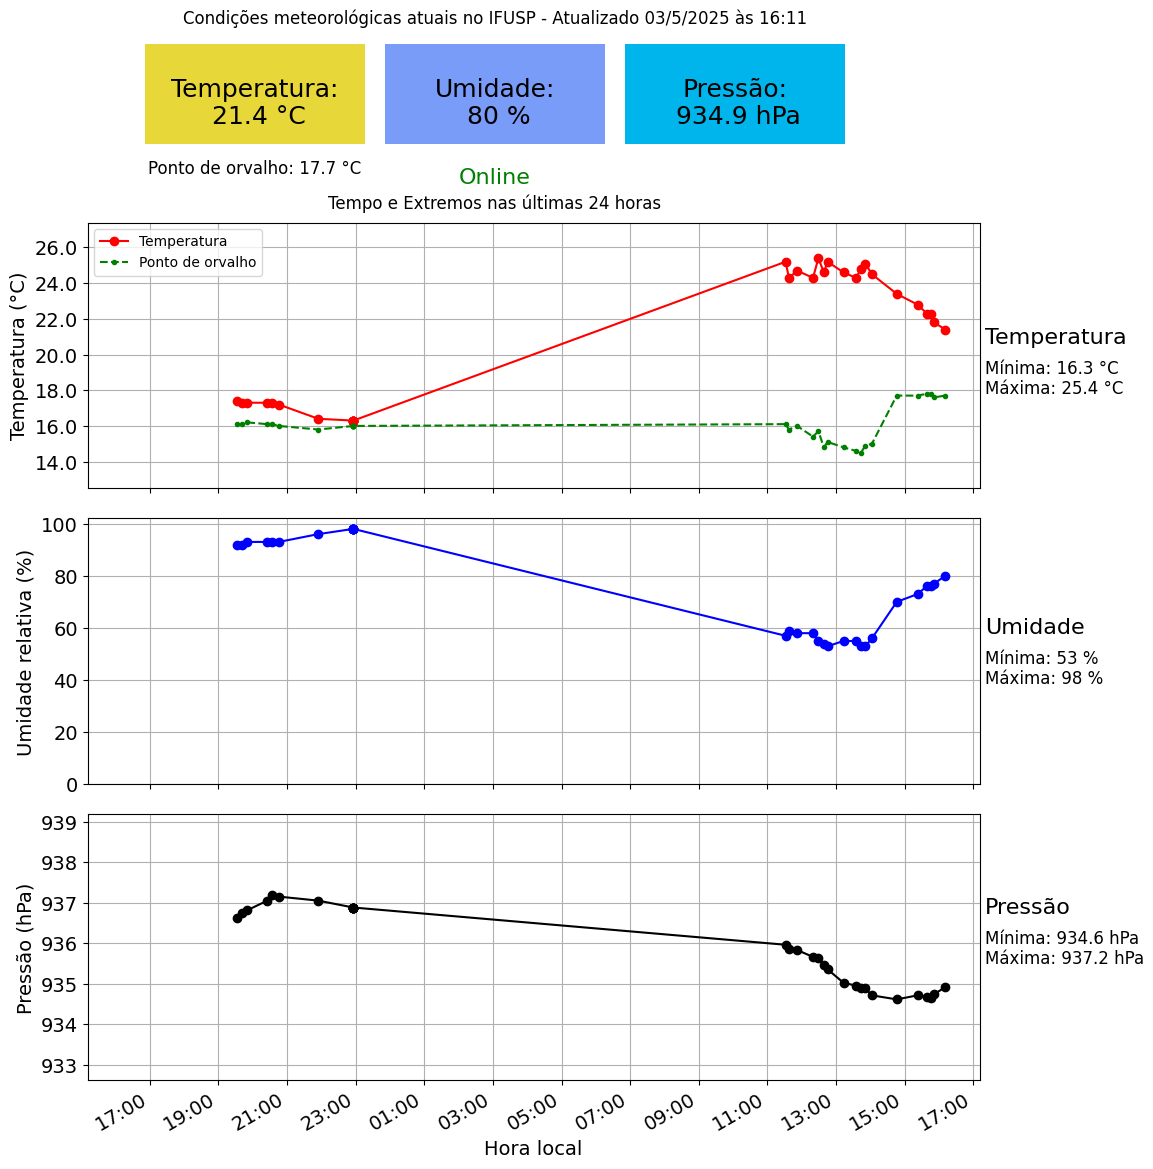 Condições meteorológicas atuais no IFUSP - Atualizado 03/5/2025 às 16:11
Temperatura:
21.4 °C
Umidade:
80 %
Pressão:
934.9 hPa
Ponto de orvalho: 17.7 °C
Online
Tempo e Extremos nas últimas 24 horas
Temperatura
Ponto de orvalho
Temperatura (°C)
26.0
24.0
22.0
20.0
18.0
16.0
14.0
Temperatura
Mínima: 16.3 °C
Máxima: 25.4 °C
Umidade relativa (%)
100
80
60
40
20
0
Umidade
Mínima: 53 %
Máxima: 98 %
Pressão (hPa)
939
938
937
936
935
934
933
Pressão
Mínima: 934.6 hPa
Máxima: 937.2 hPa
17:00 19:00 21:00 23:00 01:00 03:00 05:00 07:00 09:00 11:00 13:00 15:00 17:00
Hora local